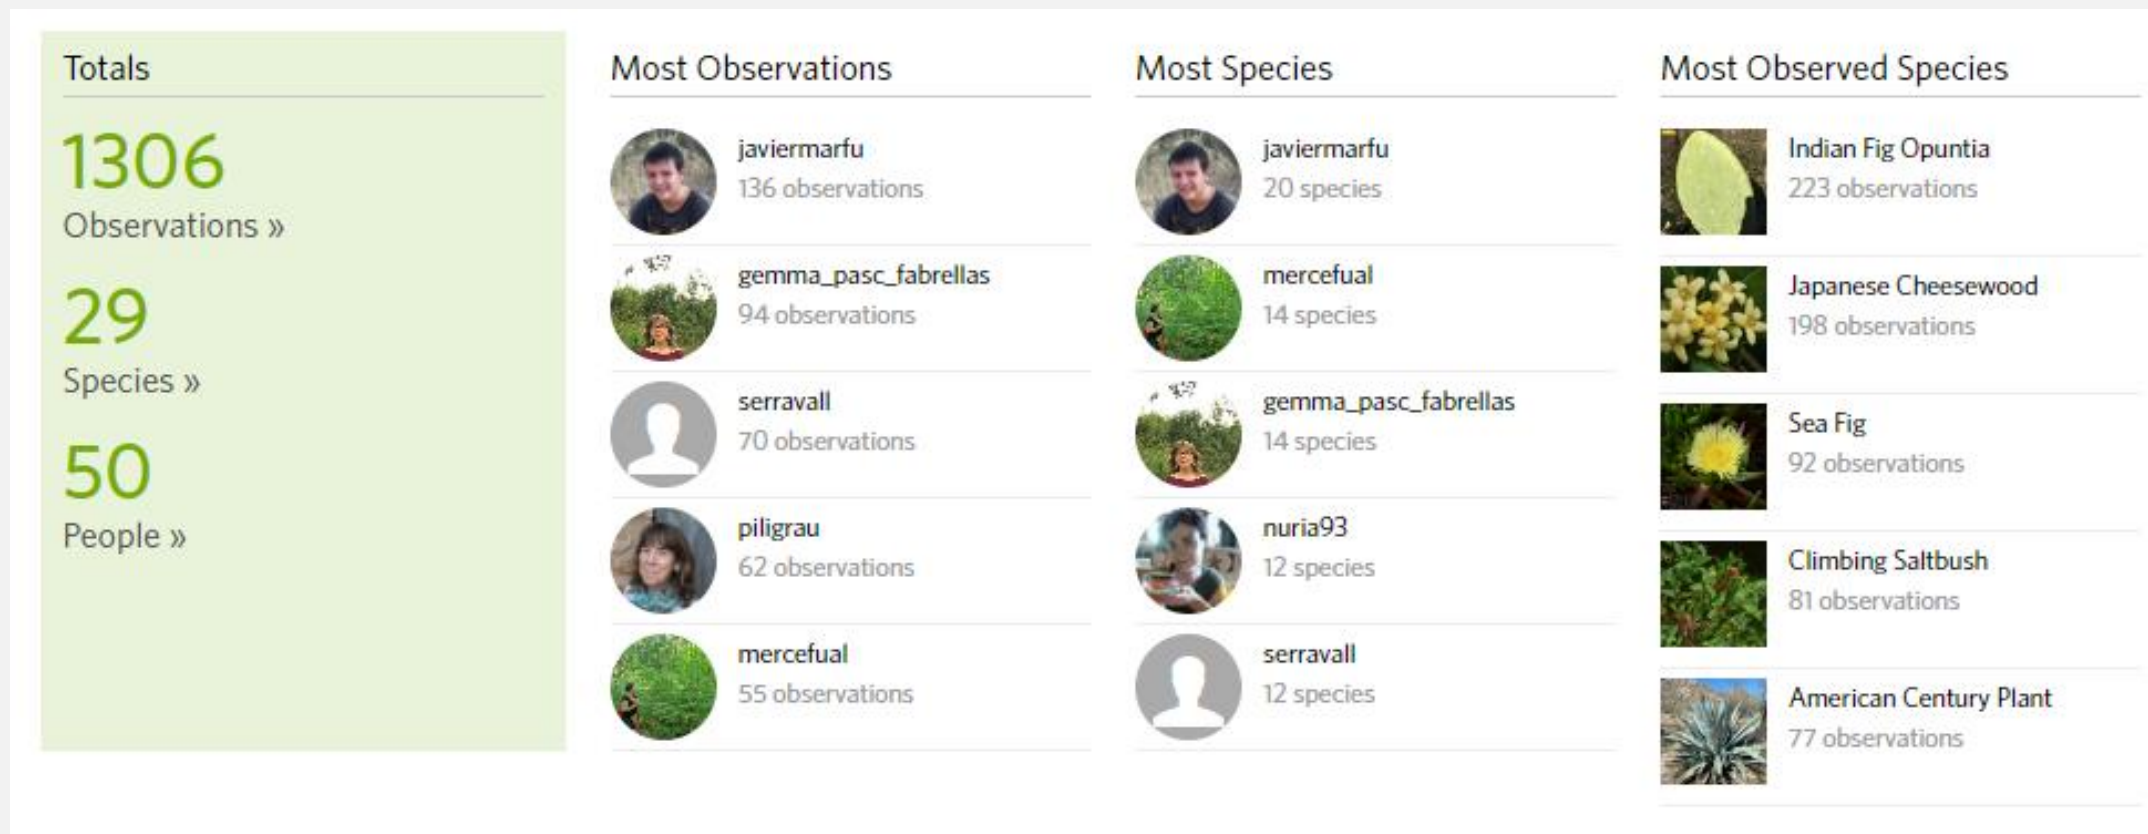 Totals
1306
Observations »
29
Species »
50
People »
Most Observations
javiermarfu
136 observations
gemma_pasc_fabrellas
94 observations
serravall
70 observations
piligrau
62 observations
mercefual
55 observations
Most Species
javiermarfu
20 species
mercefual
14 species
gemma_pasc_fabrellas
14 species
nuria93
12 species
serravall
12 species
Most Observed Species
Indian Fig Opuntia
223 observations
Japanese Cheesewood
198 observations
Sea Fig
92 observations
Climbing Saltbush
81 observations
American Century Plant
77 observations